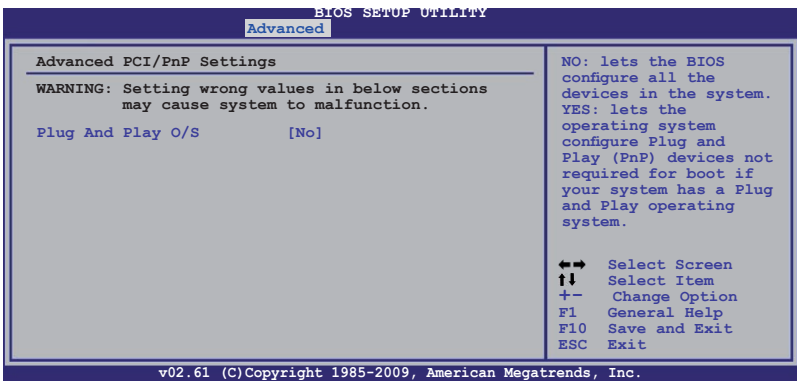 BIOS SETUP UTILITY
Advanced
Advanced PCI/PnP Settings
WARNING: Setting wrong values in below sections
may cause system to malfunction.
Plug And Play O/S [No]
NO: lets the BIOS
configure all the
devices in the system.
YES: lets the
operating system
configure Plug and
Play (PnP) devices not
required for boot if
your system has a Plug
and Play operating
system.
←→ Select Screen
↑↓ Select Item
+- Change Option
F1 General Help
F10 Save and Exit
ESC Exit
v02.61 (C)Copyright 1985-2009, American Megatrends, Inc.